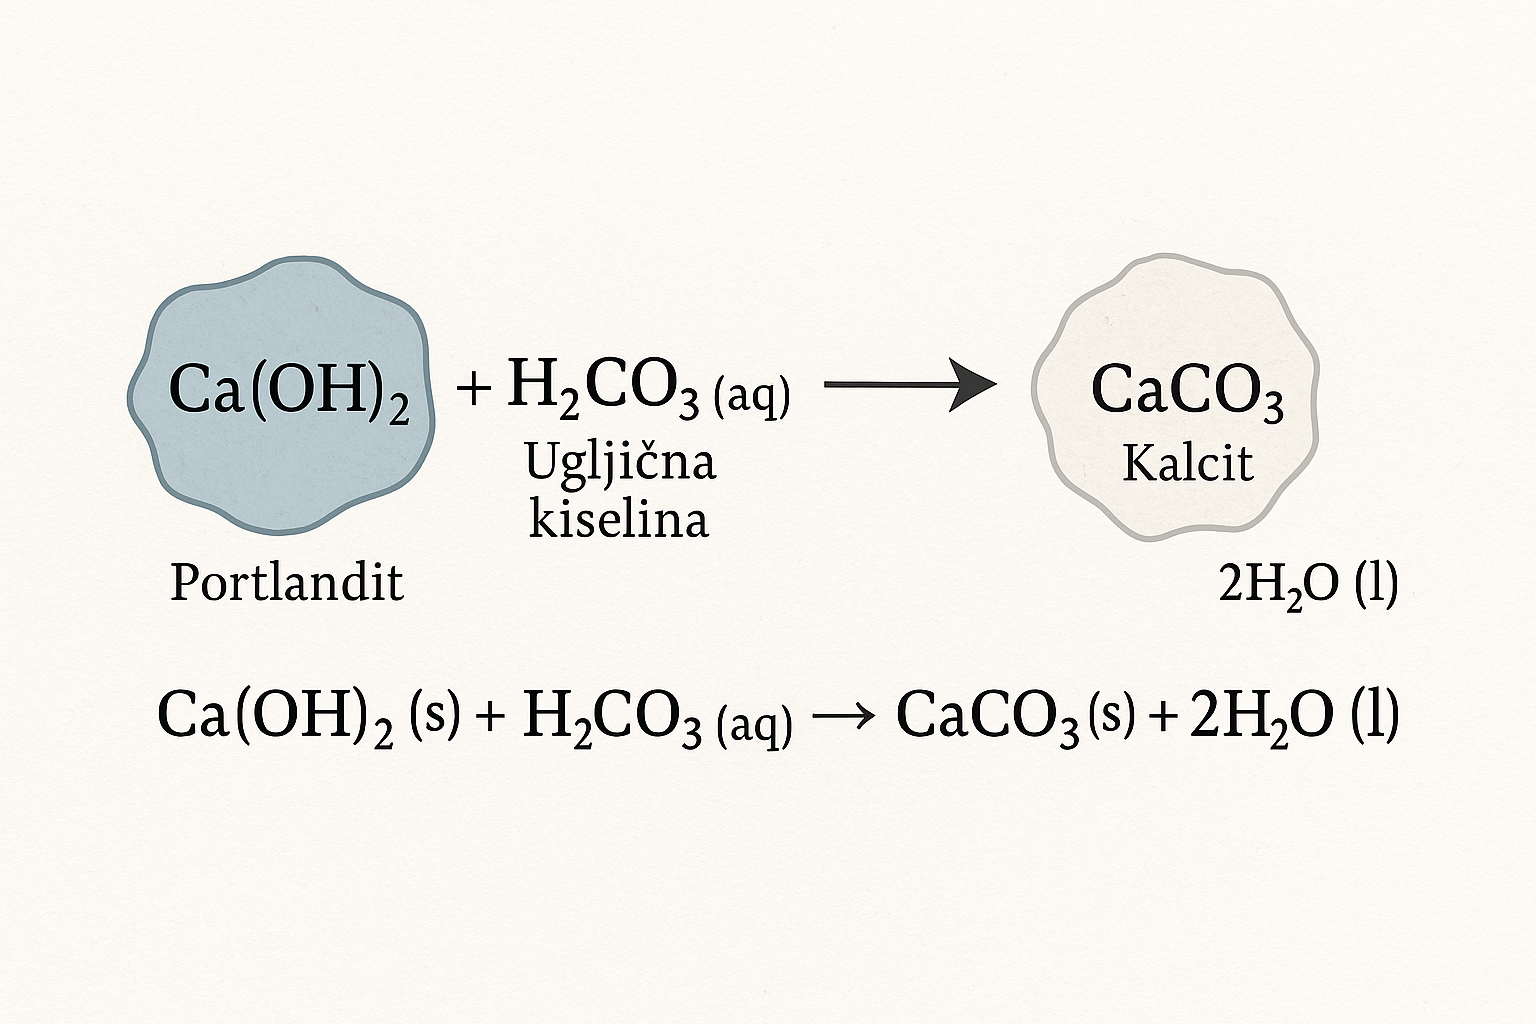 Ca(OH)₂ + H₂CO₃ (aq) → CaCO₃
Ugljična
kiselina
Kalcit
Portlandit
2H₂O (l)
Ca(OH)₂ (s) + H₂CO₃ (aq) → CaCO₃ (s) + 2H₂O (l)